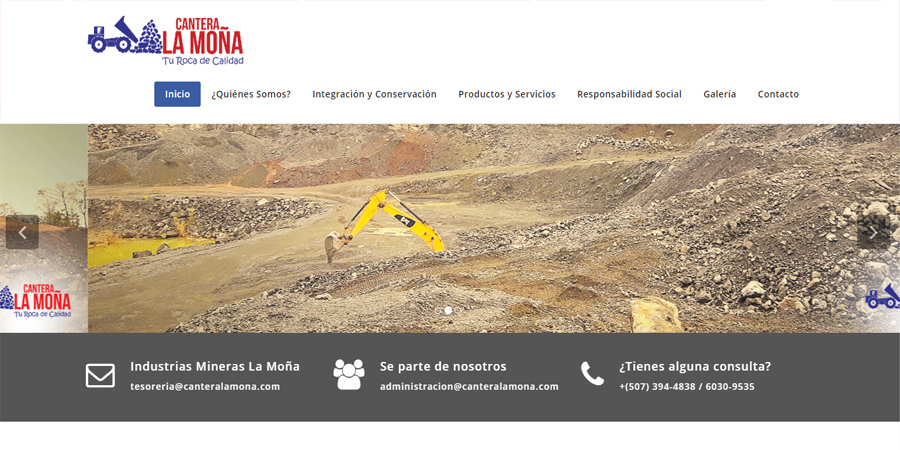 CANTERA
LA MOÑA
Tu Roca de Calidad
Inicio
¿Quiénes Somos?
Integración y Conservación
Productos y Servicios
Responsabilidad Social
Galería
Contacto
CANTERA
LA MOÑA
Tu Roca de Calidad
Industrias Mineras La Moña
tesoreria@canteralamona.com
Se parte de nosotros
administracion@canteralamona.com
¿Tienes alguna consulta?
+(507) 394-4838 / 6030-9535